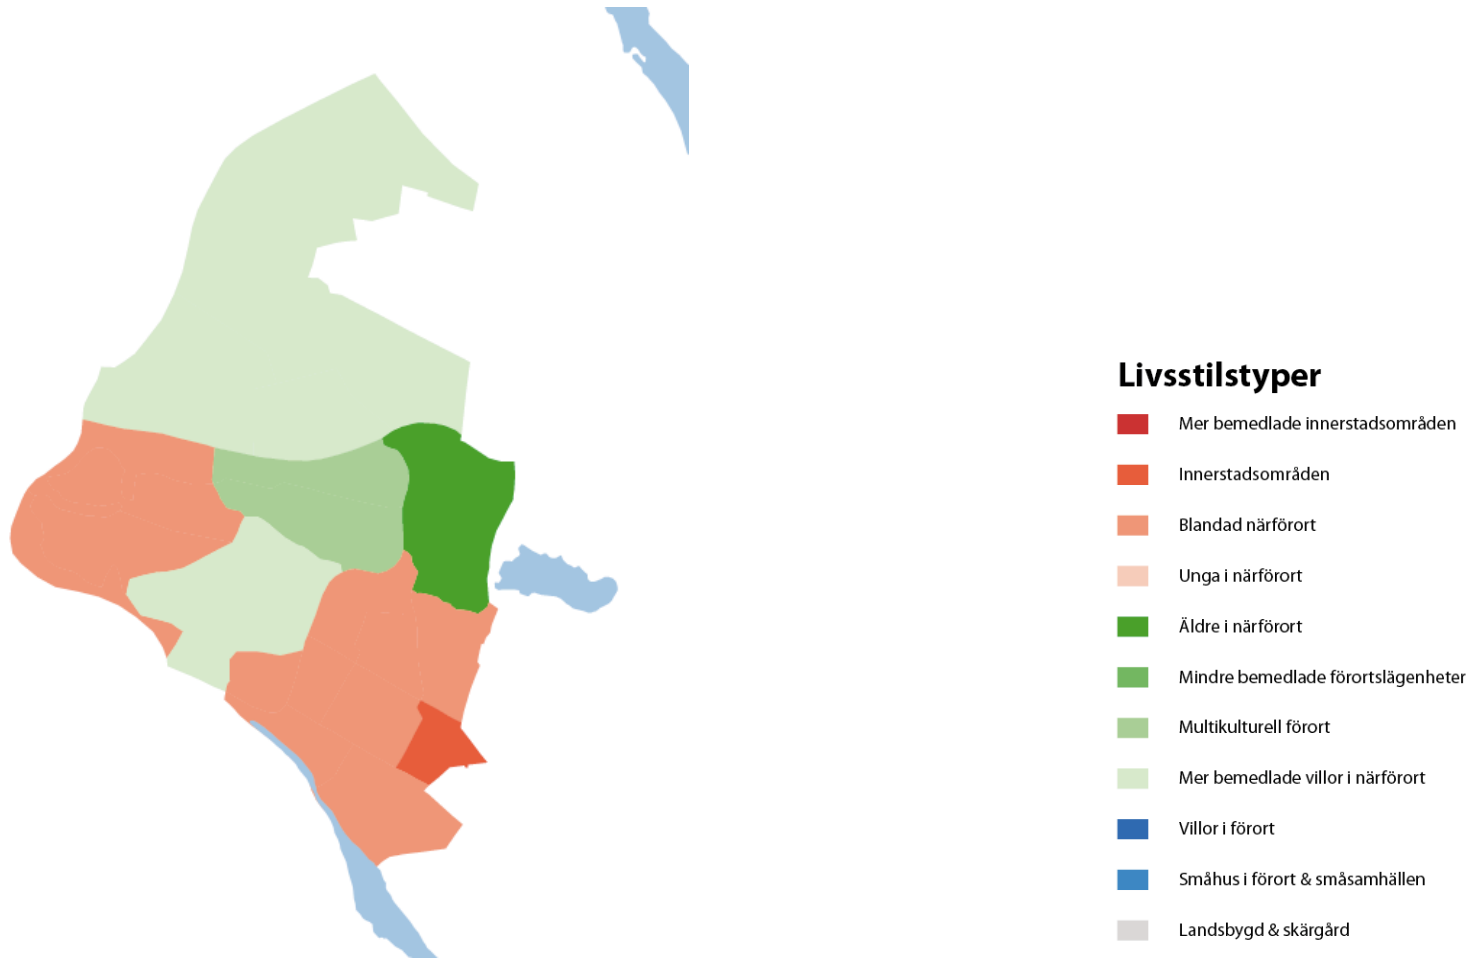 Livsstilstyper
Mer bemedlade innerstadsområden
Innerstadsområden
Blandad närförort
Unga i närförort
Äldre i närförort
Mindre bemedlade förortslägenheter
Multikulturell förort
Mer bemedlade villor i närförort
Villor i förort
Småhus i förort & småsamhällen
Landsbygd & skärgård